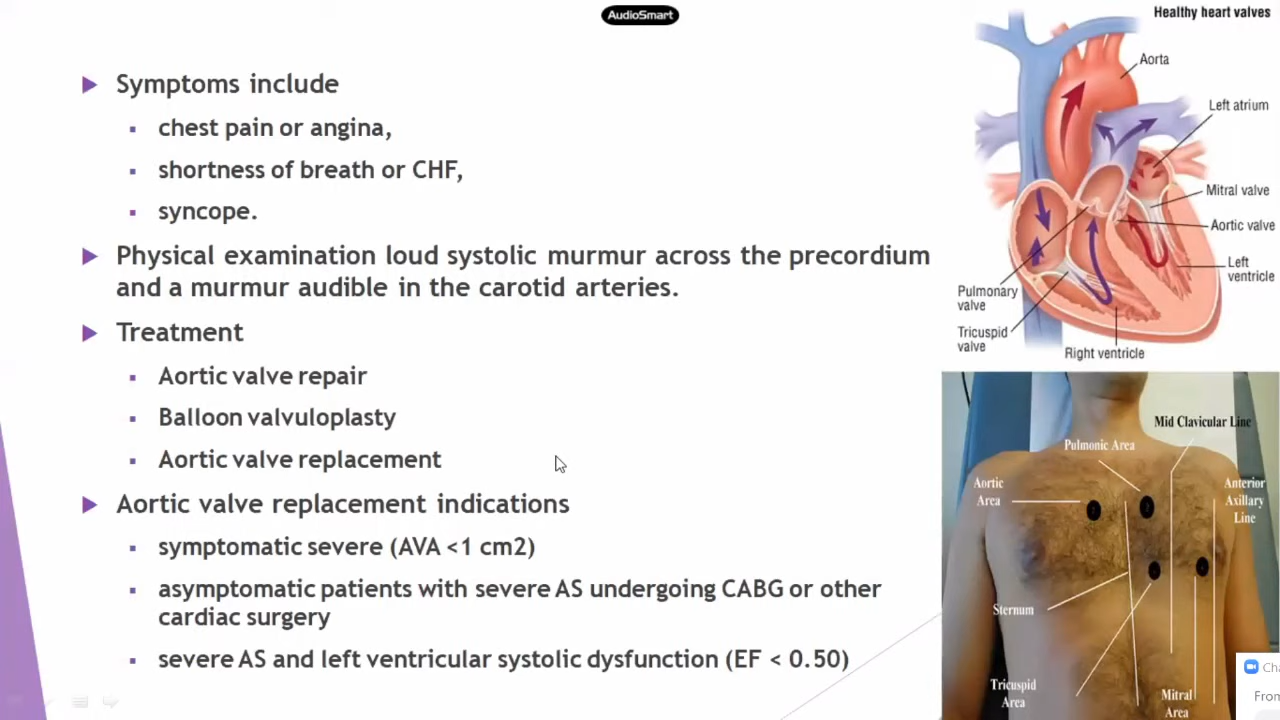 AudioSmart
Symptoms include
chest pain or angina,
shortness of breath or CHF,
syncope.
Physical examination loud systolic murmur across the precordium
and a murmur audible in the carotid arteries.
Treatment
Aortic valve repair
Balloon valvuloplasty
Aortic valve replacement
Aortic valve replacement indications
symptomatic severe (AVA <1 cm2)
asymptomatic patients with severe AS undergoing CABG or other
cardiac surgery
severe AS and left ventricular systolic dysfunction (EF < 0.50)
Healthy heart valves
Aorta
Left atrium
Mitral valve
Aortic valve
Left
ventricle
Pulmonary
valve
Tricuspid
valve
Right ventricle
Mid Clavicular Line
Pulmonic Area
Aortic
Area
Anterior
Axillary
Line
Sternum
Tricuspid
Area
Mitral
Area
Cha
From